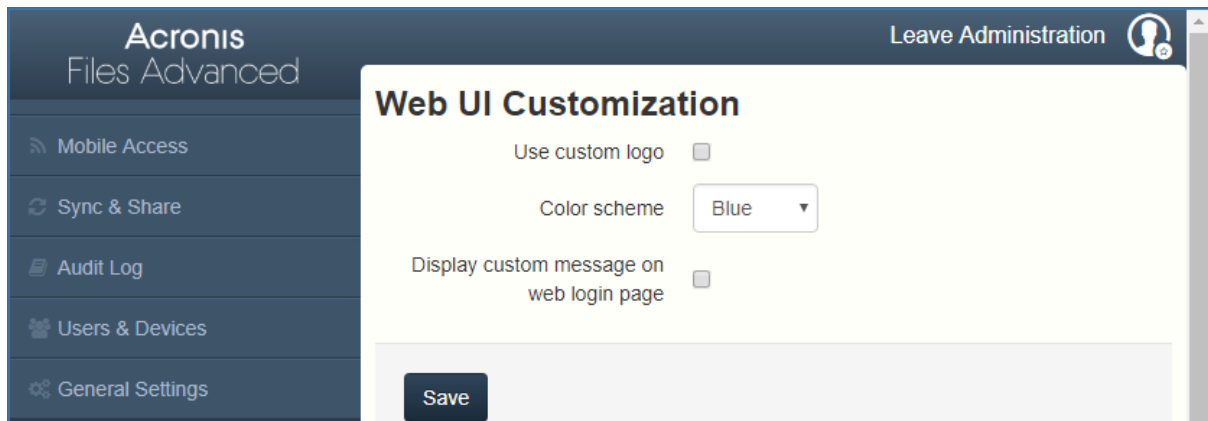 Acronis
Files Advanced
Leave Administration
Mobile Access
Sync & Share
Audit Log
Users & Devices
General Settings
Web UI Customization
Use custom logo
Color scheme
Blue
Display custom message on
web login page
Save